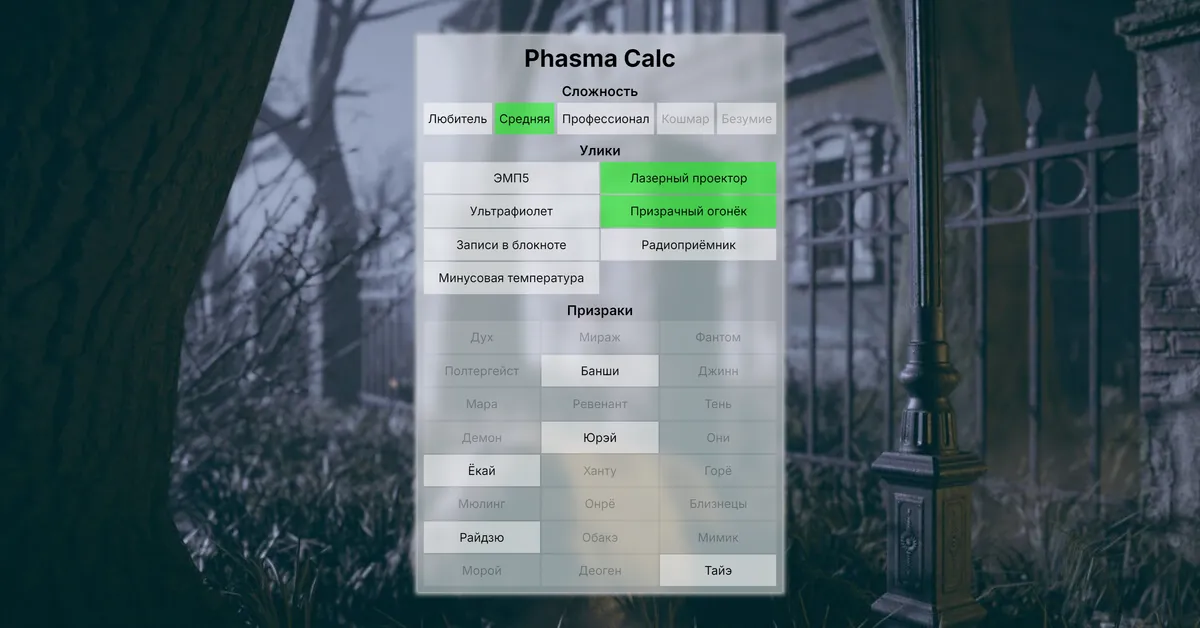 Phasma Calc
Сложность
Любитель Средняя Профессионал Кошмар Безумие
Улики
ЭМП5 Лазерный проектор
Ультрафиолет Призрачный огонёк
Записи в блокноте Радиоприёмник
Минусовая температура
Призраки
Дух Мираж Фантом
Полтергейст Банши Джинн
Мара Ревенант Тень
Демон Юрэй Они
Ёкай Ханту Горё
Мюлинг Онрё Близнецы
Райдзю Обакэ Мимик
Морой Деоген Тайэ